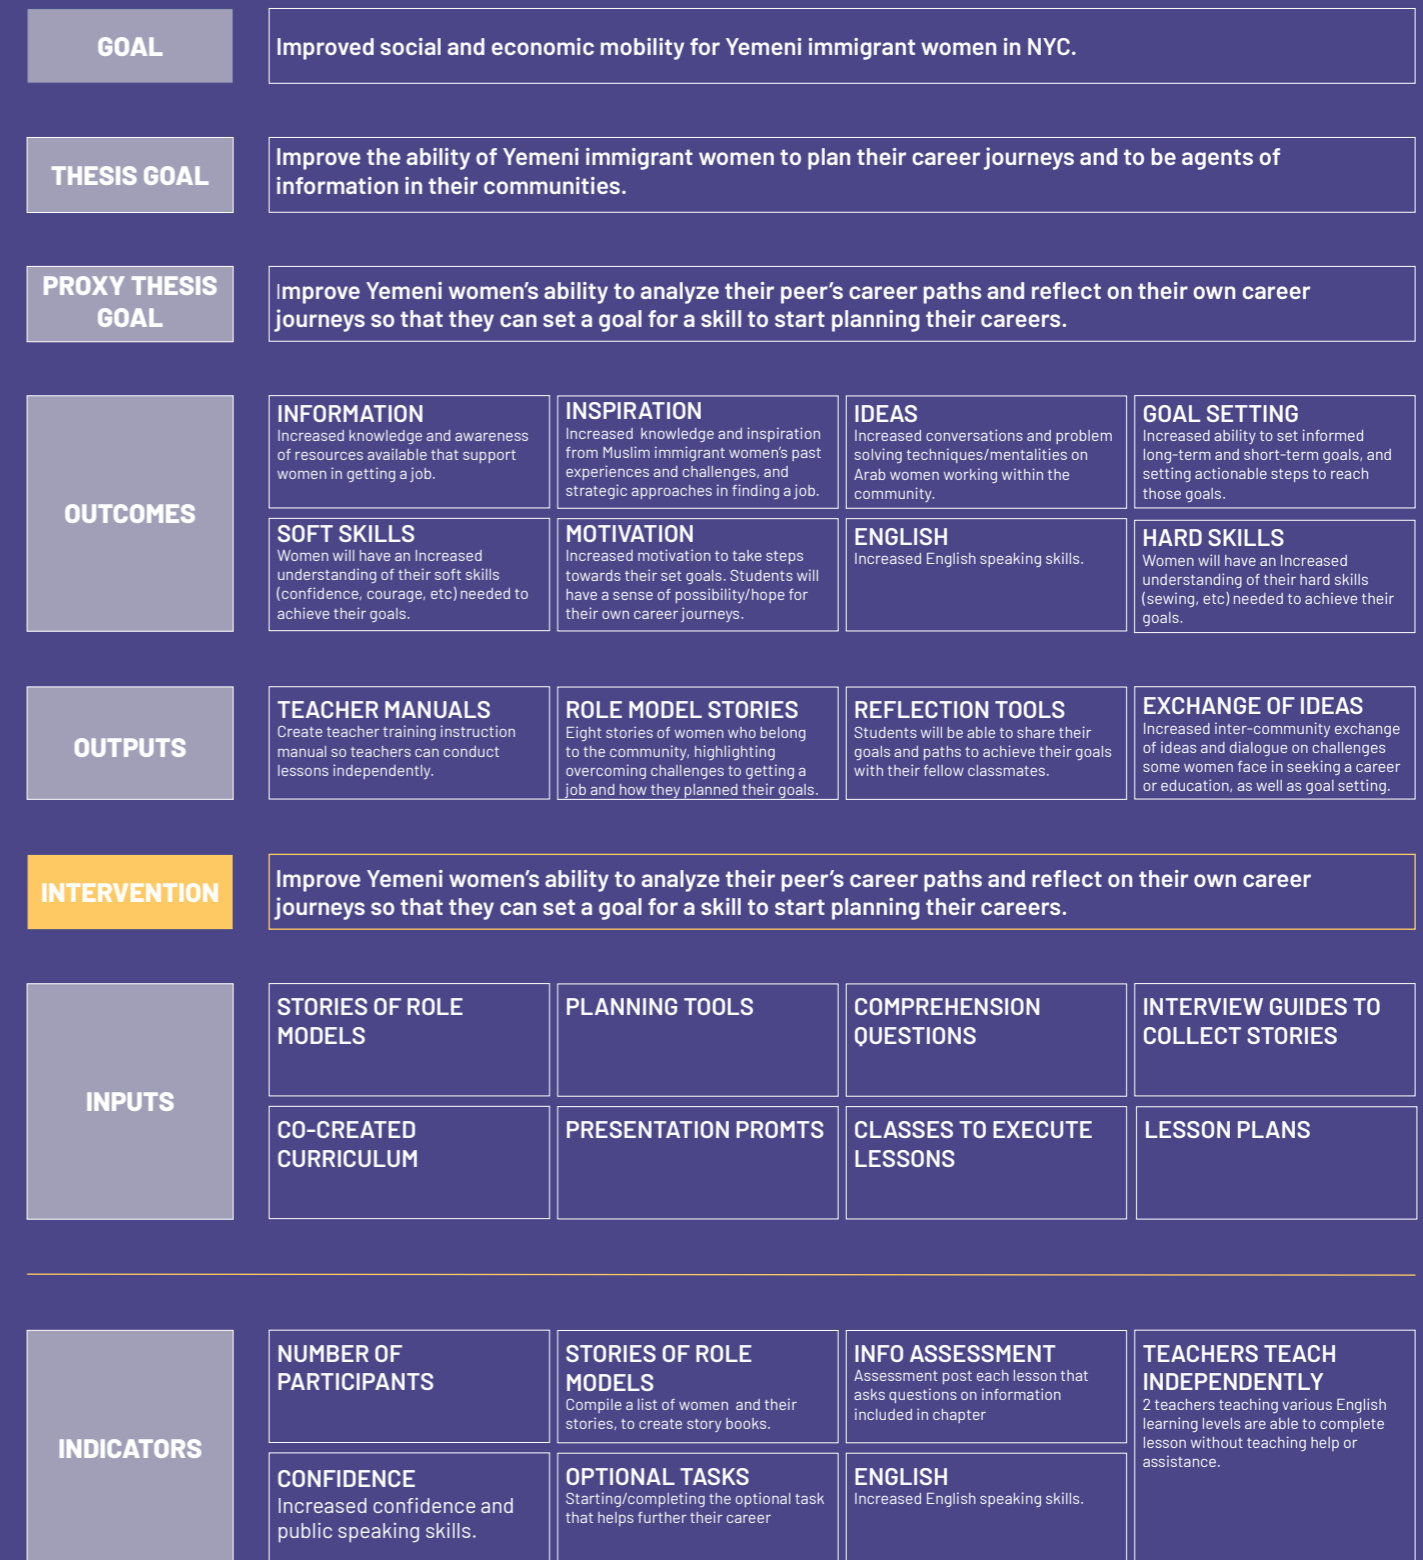 GOAL
Improved social and economic mobility for Yemeni immigrant women in NYC.
THESIS GOAL
Improve the ability of Yemeni immigrant women to plan their career journeys and to be agents of
information in their communities.
PROXY THESIS
GOAL
Improve Yemeni women's ability to analyze their peer's career paths and reflect on their own career
journeys so that they can set a goal for a skill to start planning their careers.
OUTCOMES
INFORMATION
Increased knowledge and awareness
of resources available that support
women in getting a job.
INSPIRATION
Increased knowledge and inspiration
from Muslim immigrant women's past
experiences and challenges, and
strategic approaches in finding a job.
IDEAS
Increased conversations and problem
solving techniques/mentalities on
Arab women working within the
community.
GOAL SETTING
Increased ability to set informed
long-term and short-term goals, and
setting actionable steps to reach
those goals.
SOFT SKILLS
Women will have an Increased
understanding of their soft skills
(confidence, courage, etc) needed to
achieve their goals.
MOTIVATION
Increased motivation to take steps
towards their set goals. Students will
have a sense of possibility/hope for
their own career journeys.
ENGLISH
Increased English speaking skills.
HARD SKILLS
Women will have an Increased
understanding of their hard skills
(sewing, etc) needed to achieve their
goals.
OUTPUTS
TEACHER MANUALS
Create teacher training instruction
manual so teachers can conduct
lessons independently.
ROLE MODEL STORIES
Eight stories of women who belong
to the community, highlighting
overcoming challenges to getting a
job and how they planned their goals.
REFLECTION TOOLS
Students will be able to share their
goals and paths to achieve their goals
with their fellow classmates.
EXCHANGE OF IDEAS
Increased inter-community exchange
of ideas and dialogue on challenges
some women face in seeking a career
or education, as well as goal setting.
INTERVENTION
Improve Yemeni women's ability to analyze their peer's career paths and reflect on their own career
journeys so that they can set a goal for a skill to start planning their careers.
INPUTS
STORIES OF ROLE
MODELS
PLANNING TOOLS
COMPREHENSION
QUESTIONS
INTERVIEW GUIDES TO
COLLECT STORIES
CO-CREATED
CURRICULUM
PRESENTATION PROMTS
CLASSES TO EXECUTE
LESSONS
LESSON PLANS
INDICATORS
NUMBER OF
PARTICIPANTS
STORIES OF ROLE
MODELS
Compile a list of women and their
stories, to create story books.
INFO ASSESSMENT
Assessment post each lesson that
asks questions on information
included in chapter
TEACHERS TEACH
INDEPENDENTLY
2 teachers teaching various English
learning levels are able to complete
lesson without teaching help or
assistance.
CONFIDENCE
Increased confidence and
public speaking skills.
OPTIONAL TASKS
Starting/completing the optional task
that helps further their career
ENGLISH
Increased English speaking skills.